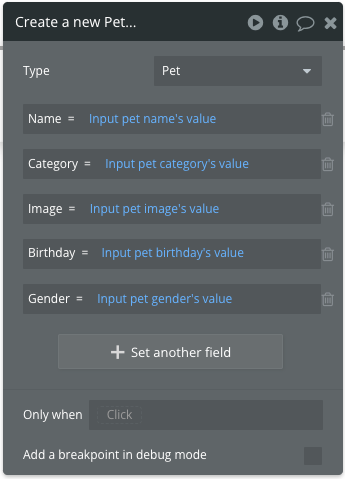 Create a new Pet...
Type Pet
Name = Input pet name's value
Category = Input pet category's value
Image = Input pet image's value
Birthday = Input pet birthday's value
Gender = Input pet gender's value
Set another field
Only when Click
Add a breakpoint in debug mode